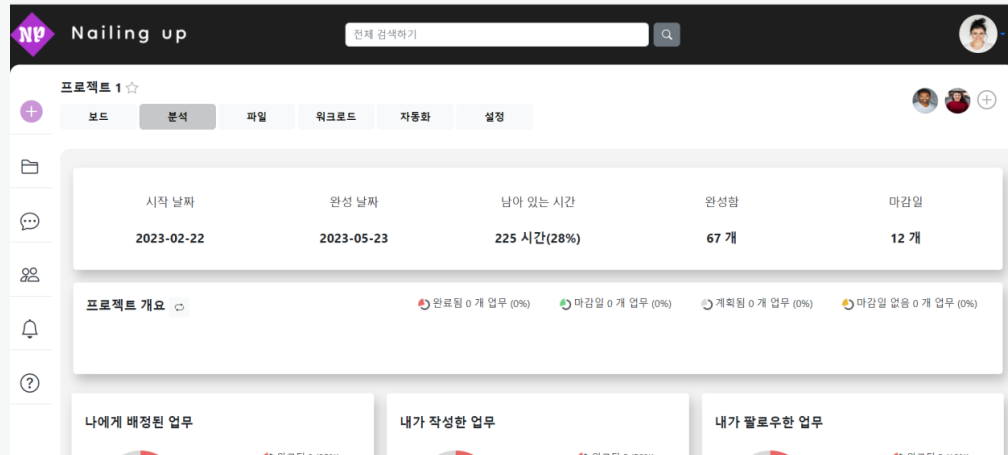 NP Nailing up
전체 검색하기
프로젝트 1
보드 분석 파일 워크로드 자동화 설정
시작 날짜 완성 날짜 남아 있는 시간 완성함 마감일
2023-02-22 2023-05-23 225 시간(28%) 67 개 12 개
프로젝트 개요 완료됨 0 개 업무 (0%) 마감일 0 개 업무 (0%) 계획됨 0 개 업무 (0%) 마감일 없음 0 개 업무 (0%)
나에게 배정된 업무 내가 작성한 업무 내가 팔로우한 업무